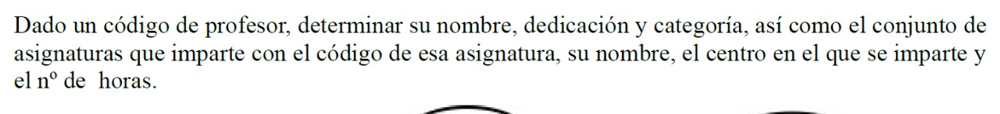 Dado un código de profesor, determinar su nombre, dedicación y categoría, así como el conjunto de
asignaturas que imparte con el código de esa asignatura, su nombre, el centro en el que se imparte y
el nº de horas.